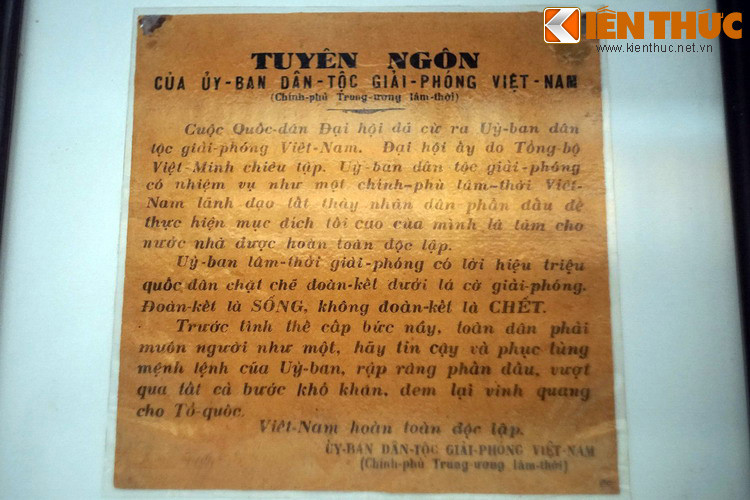 KIẾN THỨC
www.kienthuc.net.vn
TUYÊN NGÔN
CỦA ỦY-BAN DÂN-TỘC GIẢI-PHÓNG VIỆT-NAM
(Chính-phủ Trung-ương lâm-thời)
Cuộc Quốc-dân Đại hội đã cử ra Uỷ-ban dân
tộc giải-phóng Việt-Nam. Đại hội ấy do Tổng-bộ
Việt-Minh chiêu tập. Uỷ-ban dân tộc giải-phóng
có nhiệm vụ như một chính-phủ lâm-thời Việt-
Nam lãnh đạo tất thảy nhân dân phấn đấu để
thực hiện mục đích tối cao của mình là làm cho
nước nhà được hoàn toàn độc lập.
Uỷ-ban lâm-thời giải-phóng có lời hiệu triệu
quốc dân chặt chẽ đoàn-kết dưới lá cờ giải-phóng.
Đoàn-kết là SỐNG, không đoàn-kết là CHẾT.
Trước tình thế cấp bức nầy, toàn dân phải
muôn người như một, hãy tin cậy và phục tùng
mệnh lệnh của Uỷ-ban, rập ràng phấn đấu, vượt
qua tất cả bước khó khăn, đem lại vinh quang
cho Tổ-quốc.
Việt-Nam hoàn toàn độc lập.
ỦY-BAN DÂN-TỘC GIẢI-PHÓNG VIỆT-NAM
(Chính-phủ Trung-ương lâm-thời)